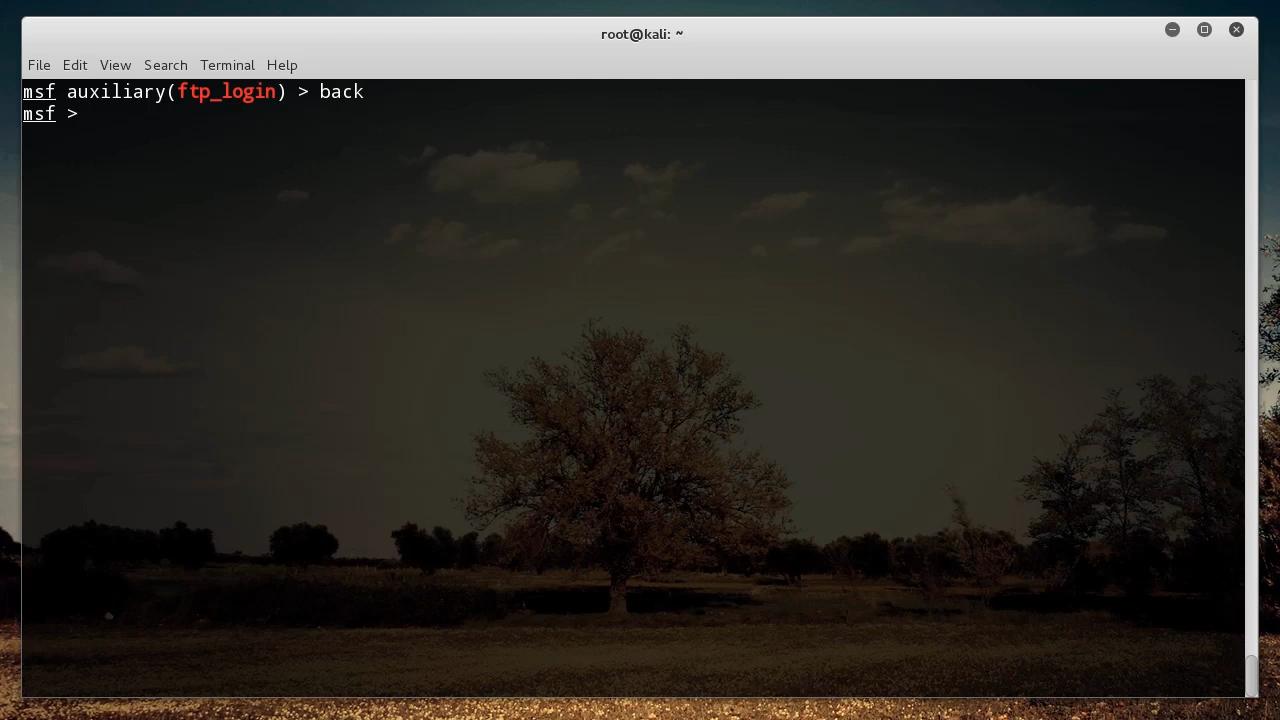 root@kali: ~
File Edit View Search Terminal Help
msf auxiliary(ftp_login) > back
msf >